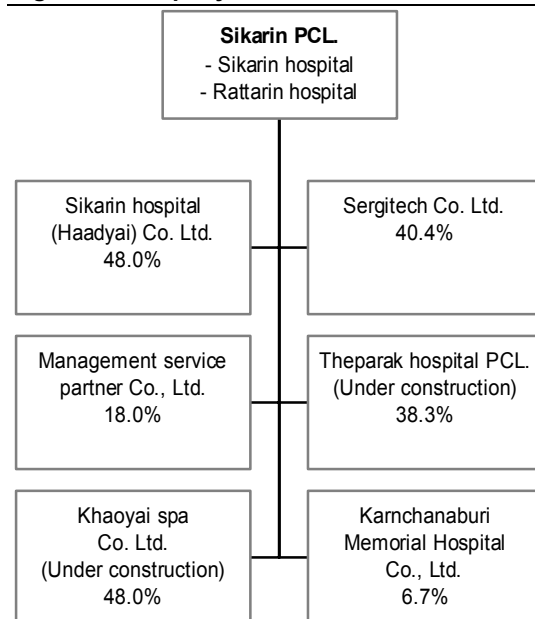 Sikarin PCL.
- Sikarin hospital
- Rattarin hospital
Sikarin hospital
(Haadyai) Co. Ltd.
48.0%
Sergitech Co. Ltd.
40.4%
Management service
partner Co., Ltd.
18.0%
Theparak hospital PCL.
(Under construction)
38.3%
Khaoyai spa
Co. Ltd.
(Under construction)
48.0%
Karnchanaburi
Memorial Hospital
Co., Ltd.
6.7%